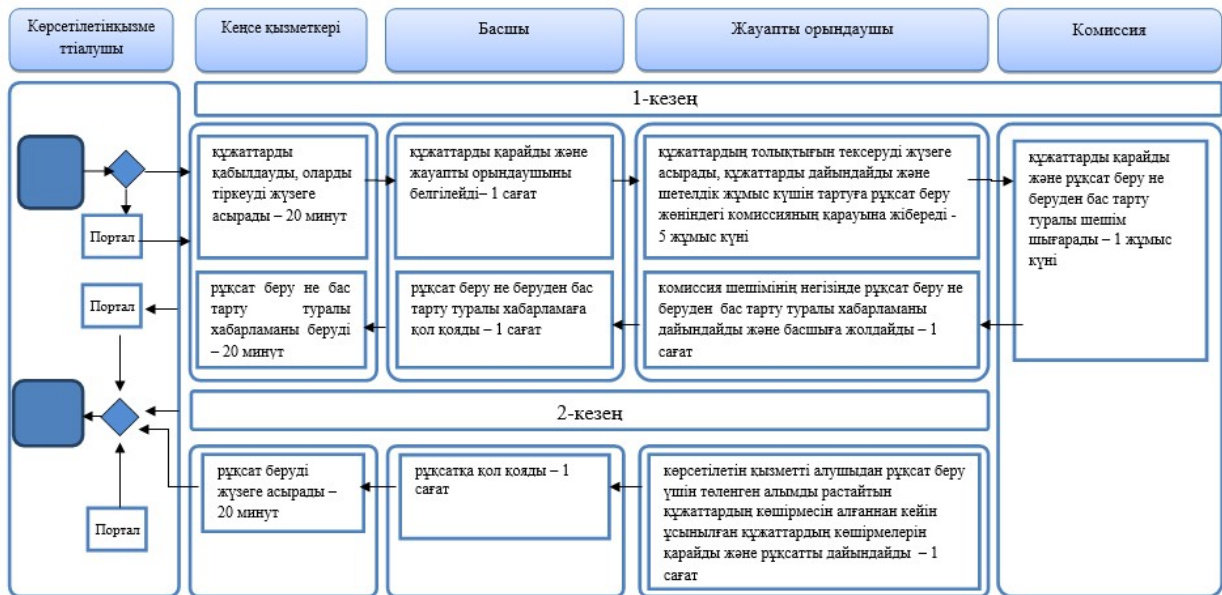 Көрсетілетінқызме
ттіалушы
Кеңсе қызметкері
Басшы
Жауапты орындаушы
Комиссия
1-кезең
құжаттарды
қабылдауды, оларды
тіркеуді жүзеге
асырады – 20 минут
құжаттарды қарайды және
жауапты орындаушыны
белгілейді– 1 сағат
құжаттардың толықтығын тексеруді жүзеге
асырады, құжаттарды дайындайды және
шетелдік жұмыс күшін тартуға рұқсат беру
жөніндегі комиссияның қарауына жібереді -
5 жұмыс күні
құжаттарды қарайды
және рұқсат беру не
беруден бас тарту
туралы шешім
шығарады – 1 жұмыс
күні
Портал
Портал
рұқсат беру не бас
тарту туралы
хабарламаны беруді
– 20 минут
рұқсат беру не беруден бас
тарту туралы хабарламаға
қол қояды – 1 сағат
комиссия шешімінің негізінде рұқсат беру не
беруден бас тарту туралы хабарламаны
дайындайды және басшыға жолдайды – 1
сағат
2-кезең
рұқсат беруді
жүзеге асырады –
20 минут
рұқсатқа қол қояды – 1
сағат
көрсетілетін қызметті алушыдан рұқсат беру
үшін төленген алымды растайтын
құжаттардың көшірмесін алғаннан кейін
ұсынылған құжаттардың көшірмелерін
қарайды және рұқсатты дайындайды – 1
сағат
Портал